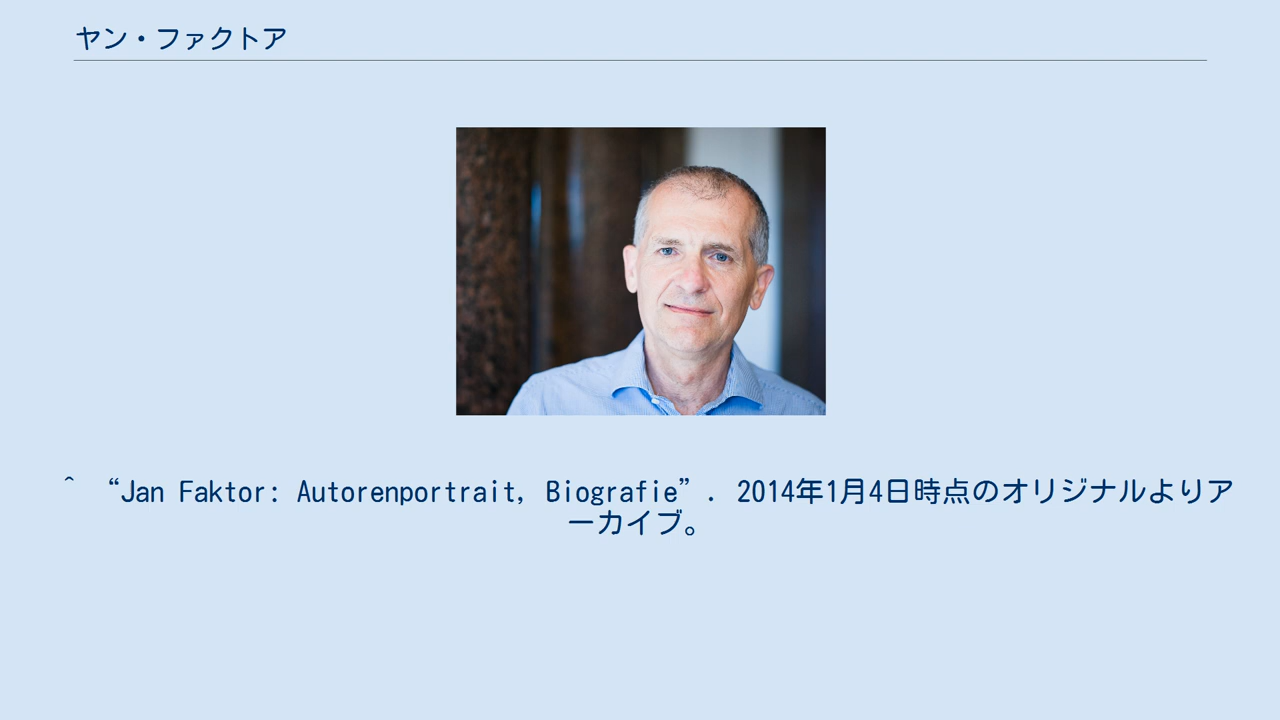 ヤン・ファクトア
^ “Jan Faktor: Autorenportrait, Biografie”. 2014年1月4日時点のオリジナルよりア
ーカイブ。